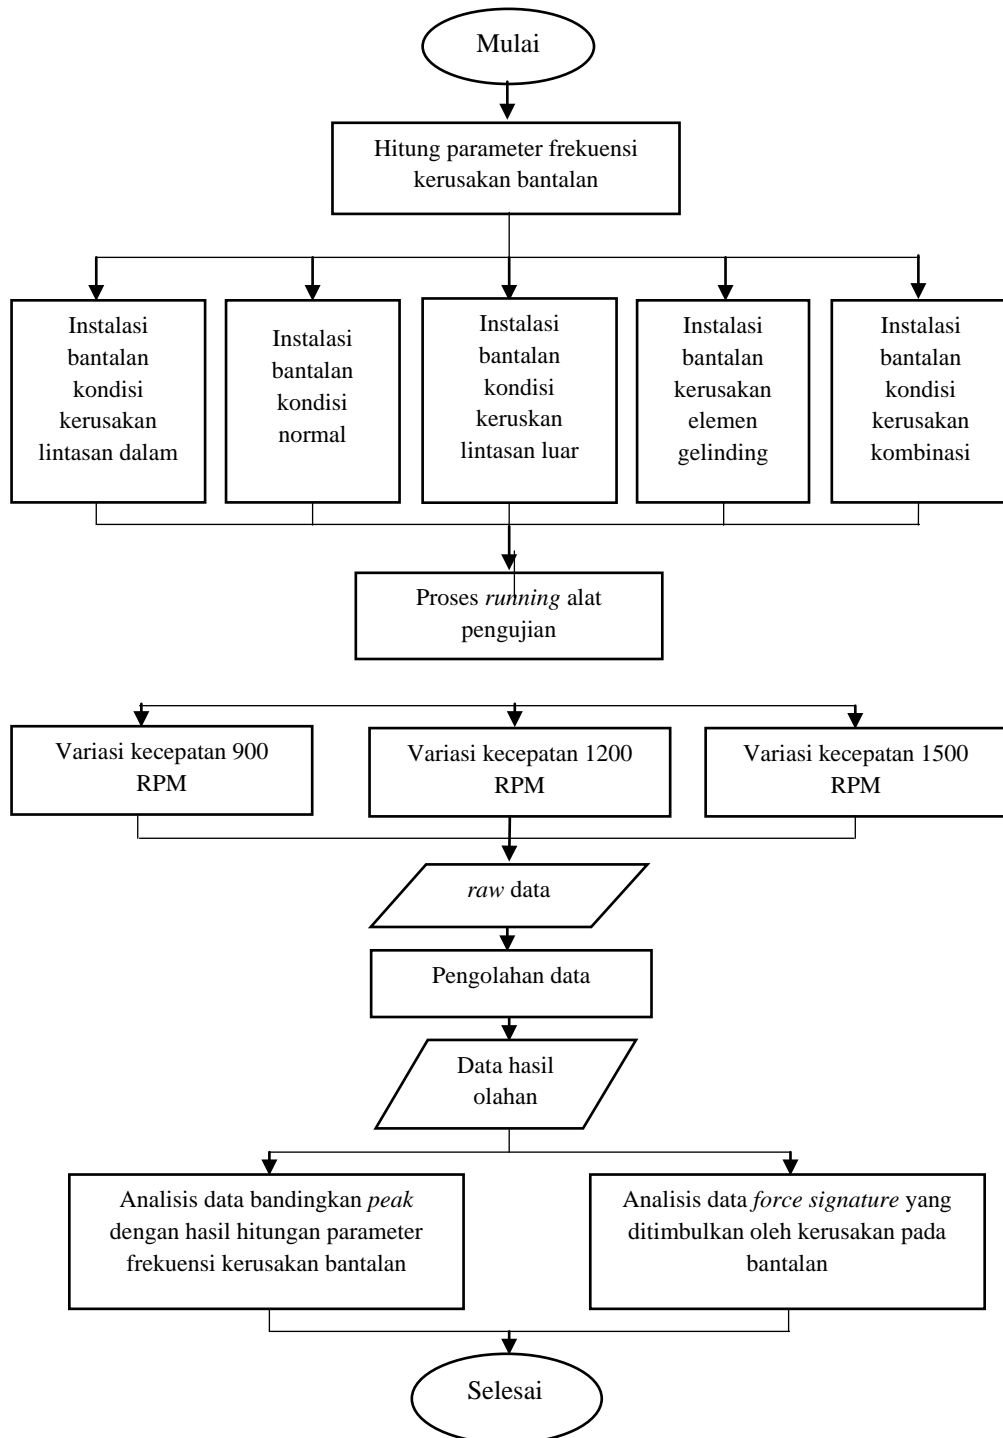 Mulai
Hitung parameter frekuensi
kerusakan bantalan
Instalasi
bantalan
kondisi
kerusakan
lintasan dalam
Instalasi
bantalan
kondisi
normal
Instalasi
bantalan
kondisi
keruskan
lintasan luar
Instalasi
bantalan
kerusakan
elemen
gelinding
Instalasi
bantalan
kondisi
kerusakan
kombinasi
Proses running alat
pengujian
Variasi kecepatan 900
RPM
Variasi kecepatan 1200
RPM
Variasi kecepatan 1500
RPM
raw data
Pengolahan data
Data hasil
olahan
Analisis data bandingkan peak
dengan hasil hitungan parameter
frekuensi kerusakan bantalan
Analisis data force signature yang
ditimbulkan oleh kerusakan pada
bantalan
Selesai